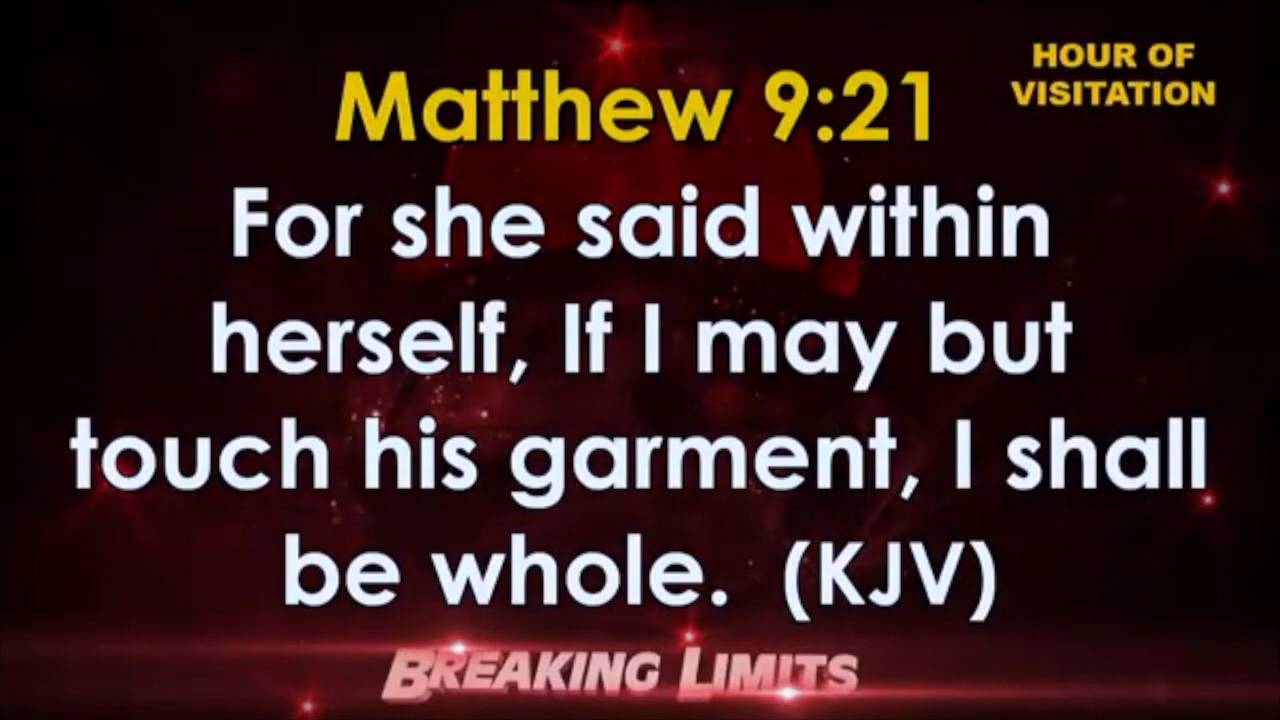 HOUR OF
VISITATION
Matthew 9:21
For she said within
herself, If I may but
touch his garment, I shall
be whole. (KJV)
BREAKING LIMITS